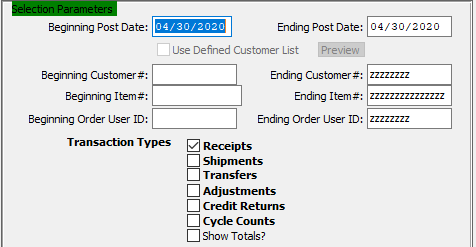 Selection Parameters
Beginning Post Date: 04/30/2020 Ending Post Date: 04/30/2020
Use Defined Customer List Preview
Beginning Customer#: Ending Customer#: zzzzzzzz
Beginning Item#: Ending Item#: zzzzzzzzzzzzzzz
Beginning Order User ID: Ending Order User ID: zzzzzzzz
Transaction Types Receipts
Shipments
Transfers
Adjustments
Credit Returns
Cycle Counts
Show Totals?